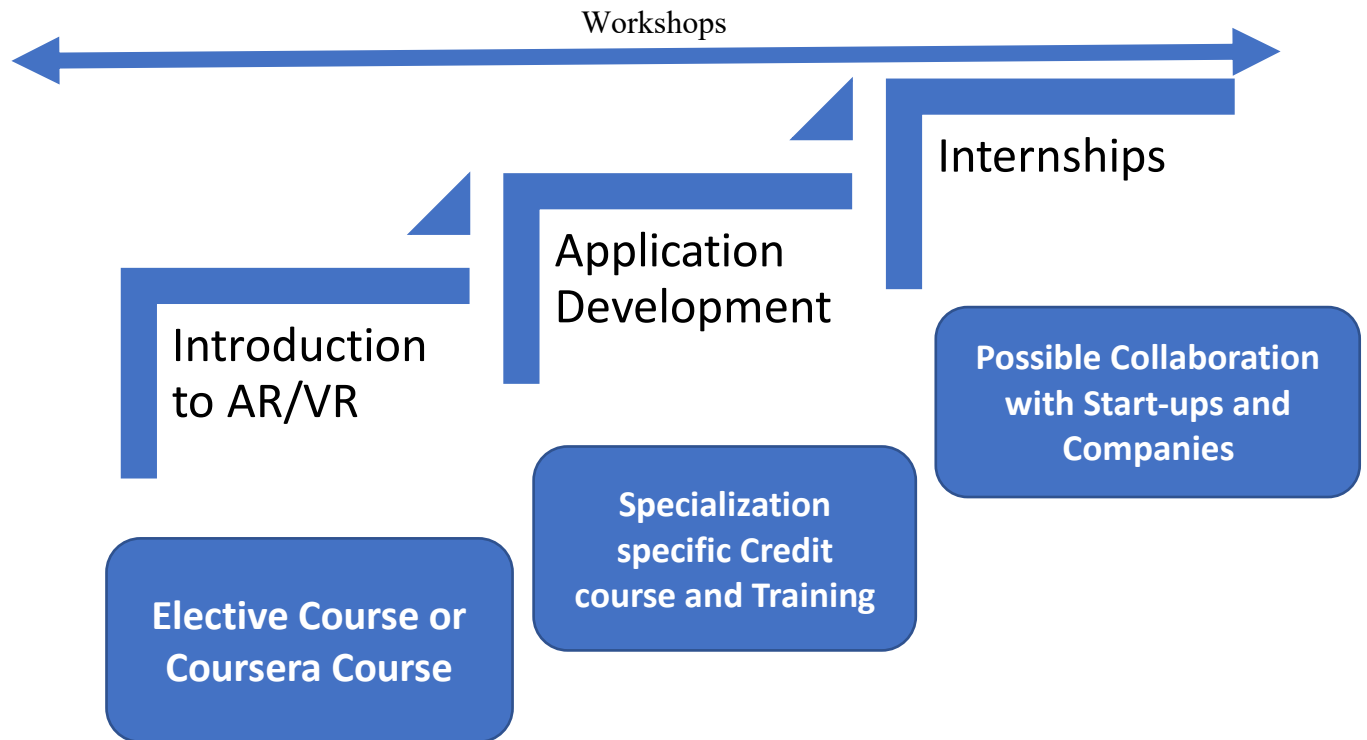 Workshops
Internships
Application
Development
Introduction
to AR/VR
Possible Collaboration
with Start-ups and
Companies
Specialization
specific Credit
course and Training
Elective Course or
Coursera Course